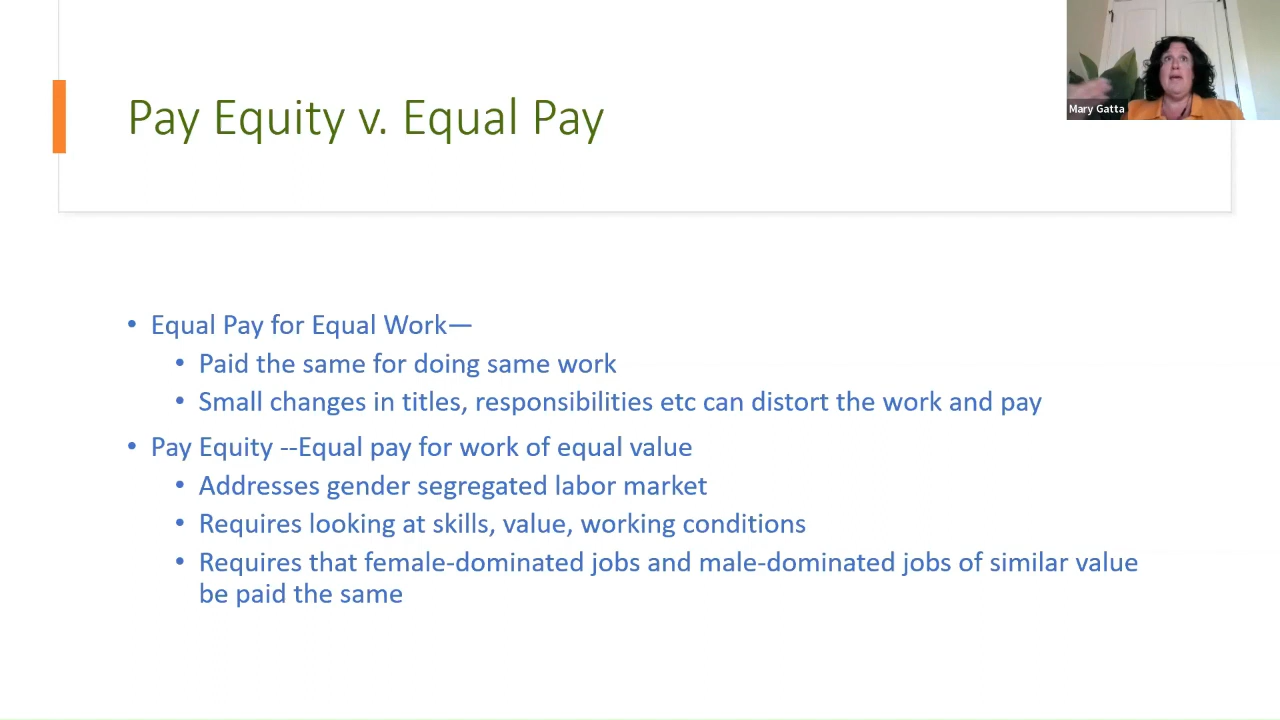 Pay Equity v. Equal Pay
Mary Gatta
• Equal Pay for Equal Work—
• Paid the same for doing same work
• Small changes in titles, responsibilities etc can distort the work and pay
• Pay Equity --Equal pay for work of equal value
• Addresses gender segregated labor market
• Requires looking at skills, value, working conditions
• Requires that female-dominated jobs and male-dominated jobs of similar value
be paid the same